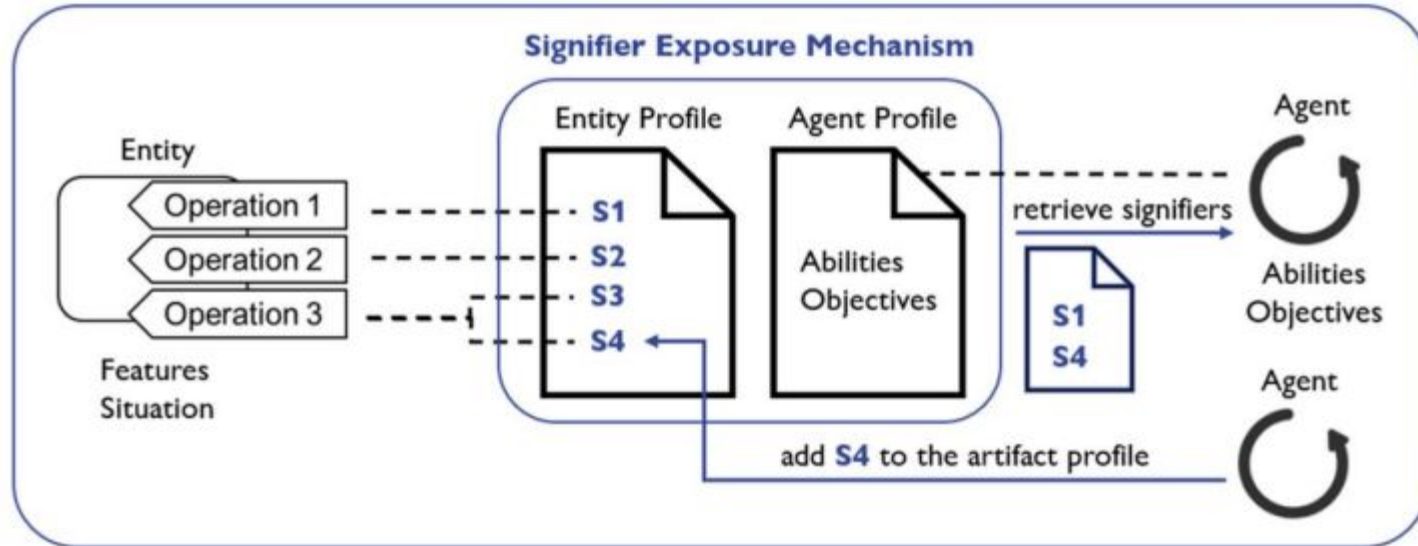 Signifier Exposure Mechanism
Entity
Operation 1
Operation 2
Operation 3
Features
Situation
Entity Profile
S1
S2
S3
S4
Agent Profile
Abilities
Objectives
retrieve signifiers
S1
S4
Agent
Abilities
Objectives
Agent
add S4 to the artifact profile